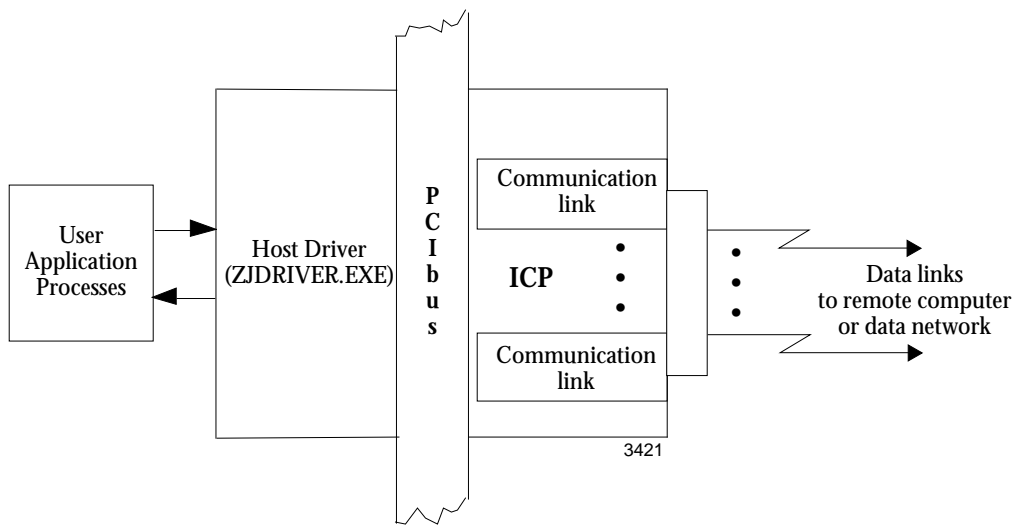 User
Application
Processes
Host Driver
(ZJDRIVER.EXE)
PCIbus
Communication
link
ICP
Communication
link
Data links
to remote computer
or data network
3421